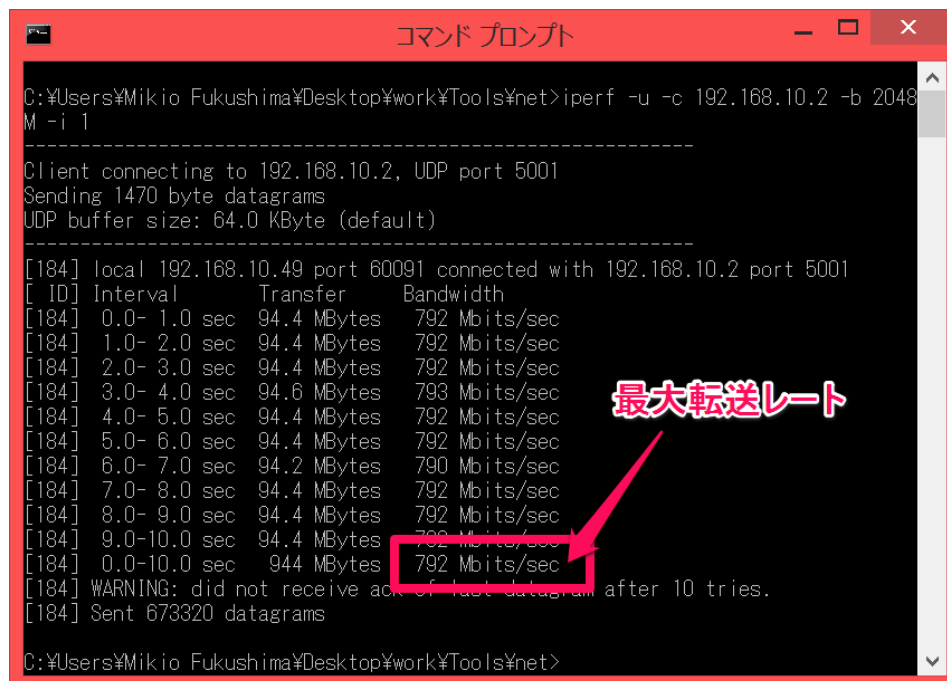 コマンド プロンプト
C:¥Users¥Mikio Fukushima¥Desktop¥work¥Tools¥net>iperf -u -c 192.168.10.2 -b 2048
M -i 1
------------------------------------------------------------
Client connecting to 192.168.10.2, UDP port 5001
Sending 1470 byte datagrams
UDP buffer size: 64.0 KByte (default)
------------------------------------------------------------
[184] local 192.168.10.49 port 60091 connected with 192.168.10.2 port 5001
[ ID] Interval       Transfer     Bandwidth
[184]  0.0- 1.0 sec  94.4 MBytes   792 Mbits/sec
[184]  1.0- 2.0 sec  94.4 MBytes   792 Mbits/sec
[184]  2.0- 3.0 sec  94.4 MBytes   792 Mbits/sec
[184]  3.0- 4.0 sec  94.6 MBytes   793 Mbits/sec
最大転送レート
[184]  4.0- 5.0 sec  94.4 MBytes   792 Mbits/sec
[184]  5.0- 6.0 sec  94.4 MBytes   792 Mbits/sec
[184]  6.0- 7.0 sec  94.2 MBytes   790 Mbits/sec
[184]  7.0- 8.0 sec  94.4 MBytes   792 Mbits/sec
[184]  8.0- 9.0 sec  94.4 MBytes   792 Mbits/sec
[184]  9.0-10.0 sec  94.4 MBytes   792 Mbits/sec
[184]  0.0-10.0 sec   944 MBytes   792 Mbits/sec
[184] WARNING: did not receive ack of last datagram after 10 tries.
[184] Sent 673320 datagrams
C:¥Users¥Mikio Fukushima¥Desktop¥work¥Tools¥net>